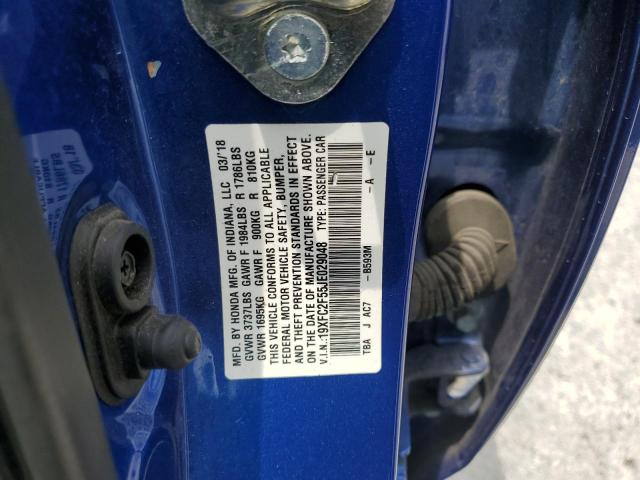 MFD. BY HONDA MFG. OF INDIANA, LLC 03/18
GVWR 3737LBS GAWR F 1984LBS R 1786LBS
GVWR 1695KG GAWR F 900KG R 810KG
THIS VEHICLE CONFORMS TO ALL APPLICABLE
FEDERAL MOTOR VEHICLE SAFETY, BUMPER,
AND THEFT PREVENTION STANDARDS IN EFFECT
ON THE DATE OF MANUFACTURE SHOWN ABOVE.
V.I.N.:19XFC2F55JE029048 TYPE: PASSENGER CAR
TBA J AC7 -B593M -A -E